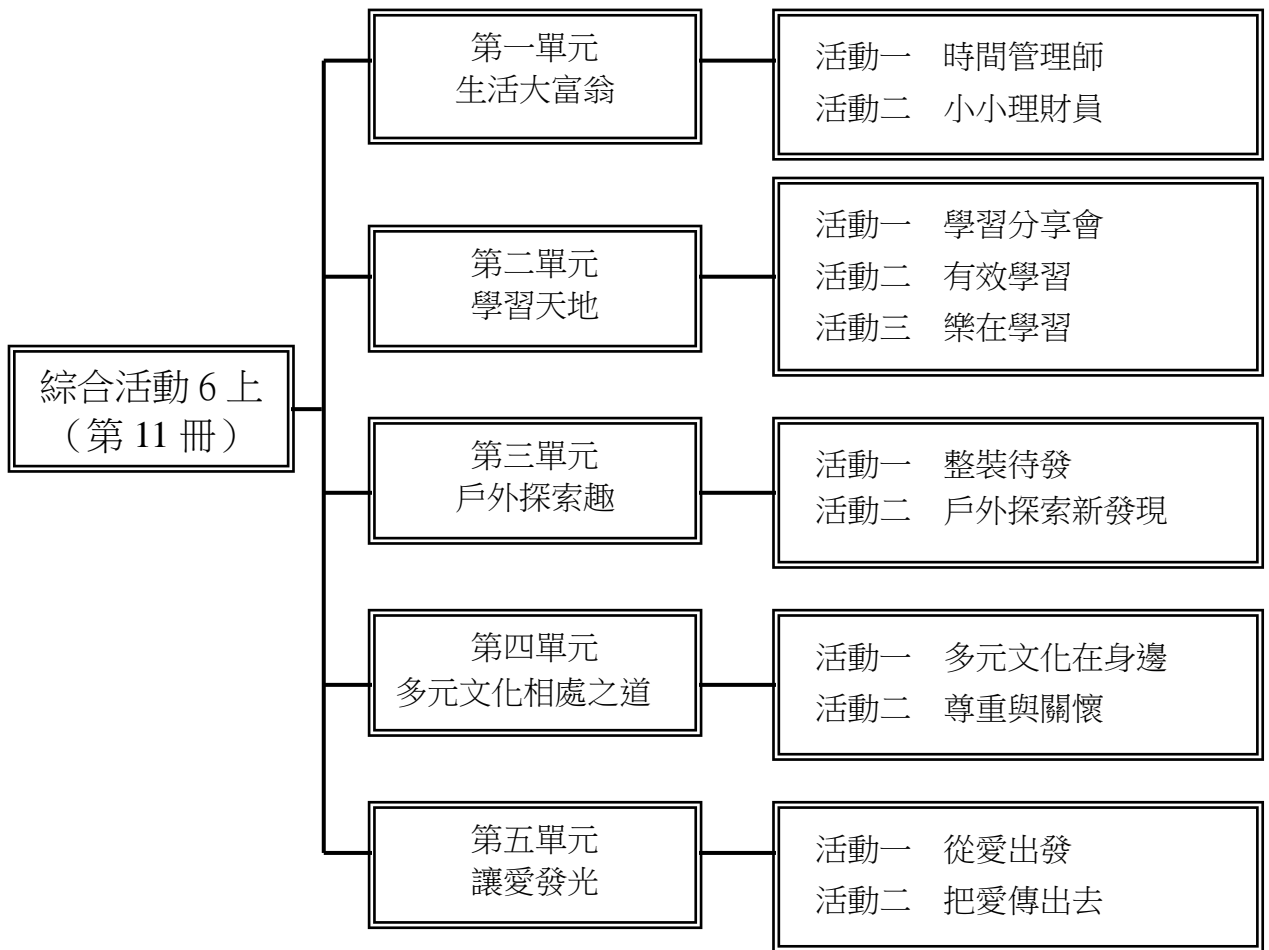 綜合活動 6 上
（第 11 冊）
第一單元
生活大富翁
活動一　時間管理師
活動二　小小理財員
第二單元
學習天地
活動一　學習分享會
活動二　有效學習
活動三　樂在學習
第三單元
戶外探索趣
活動一　整裝待發
活動二　戶外探索新發現
第四單元
多元文化相處之道
活動一　多元文化在身邊
活動二　尊重與關懷
第五單元
讓愛發光
活動一　從愛出發
活動二　把愛傳出去